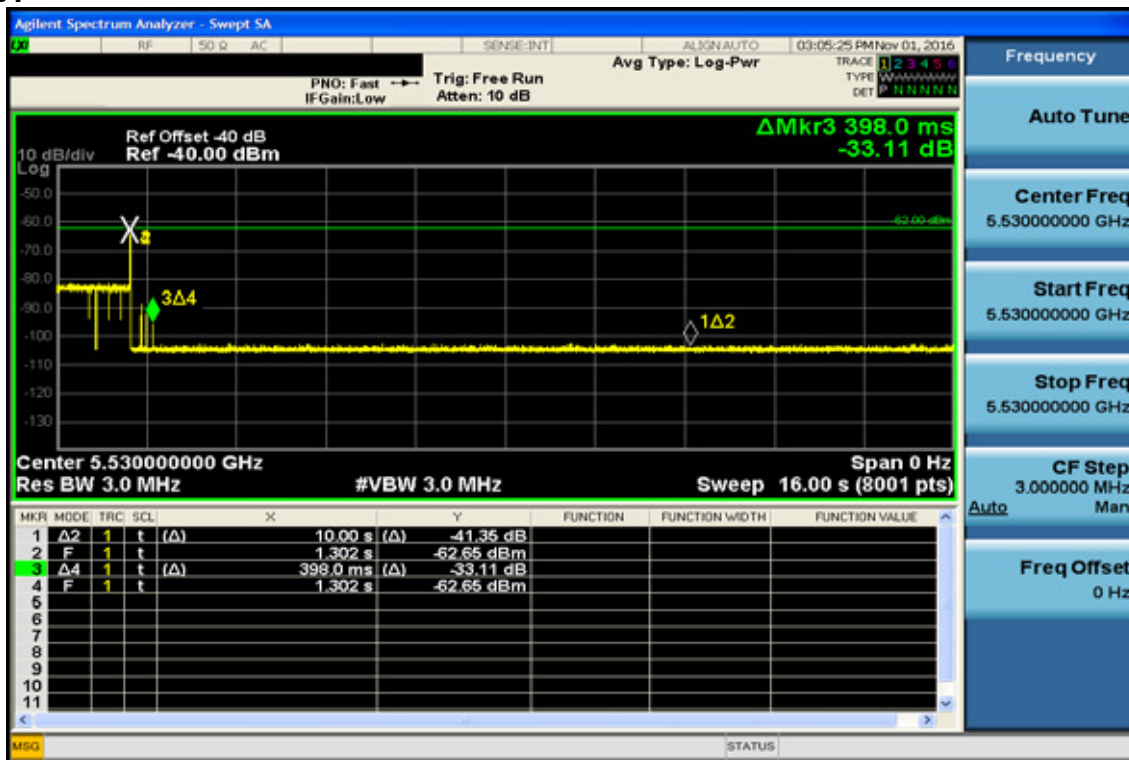 Agilent Spectrum Analyzer - Swept SA
LXI RF 50 Ω AC SENSE:INT ALIGN AUTO 03:05:25 PM Nov 01, 2016
PNO: Fast Trig: Free Run Avg Type: Log-Pwr TRACE 1 2 3 4 5 6
IFGain:Low Atten: 10 dB TYPE W
DET P N N N N N
Frequency
ΔMkr3 398.0 ms
-33.11 dB
Ref Offset -40 dB
10 dB/div Ref -40.00 dBm
Log
-50.0
-60.0
-62.00 dBm
-70.0
-80.0
-90.0
-100
-110
-120
-130
3Δ4
1Δ2
Center 5.530000000 GHz Span 0 Hz
Res BW 3.0 MHz #VBW 3.0 MHz Sweep 16.00 s (8001 pts)
MKR MODE TRC SCL X Y FUNCTION FUNCTION WIDTH FUNCTION VALUE
1 Δ2 1 t (Δ) 10.00 s (Δ) -41.35 dB
2 F 1 t 1.302 s -62.65 dBm
3 Δ4 1 t (Δ) 398.0 ms (Δ) -33.11 dB
4 F 1 t 1.302 s -62.65 dBm
5
6
7
8
9
10
11
MSG STATUS
Auto Tune
Center Freq
5.530000000 GHz
Start Freq
5.530000000 GHz
Stop Freq
5.530000000 GHz
CF Step
3.000000 MHz
Auto Man
Freq Offset
0 Hz